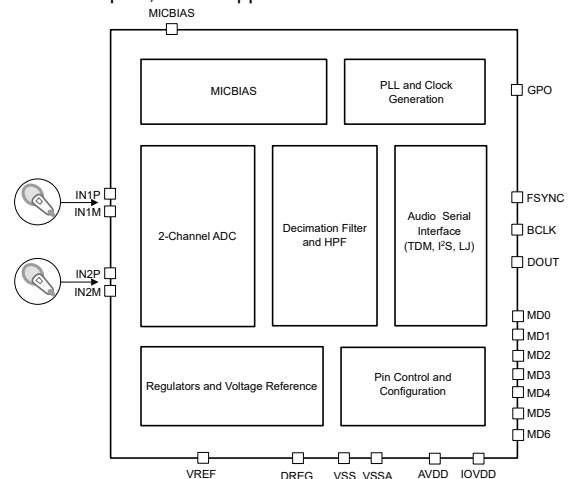 MICBIAS
MICBIAS
PLL and Clock
Generation
GPO
IN1P
IN1M
IN2P
IN2M
2-Channel ADC
Decimation Filter
and HPF
Audio Serial
Interface
(TDM, I²S, LJ)
FSYNC
BCLK
DOUT
MD0
MD1
MD2
MD3
MD4
MD5
MD6
Regulators and Voltage Reference
Pin Control and
Configuration
VREF
DREG
VSS
VSSA
AVDD
IOVDD